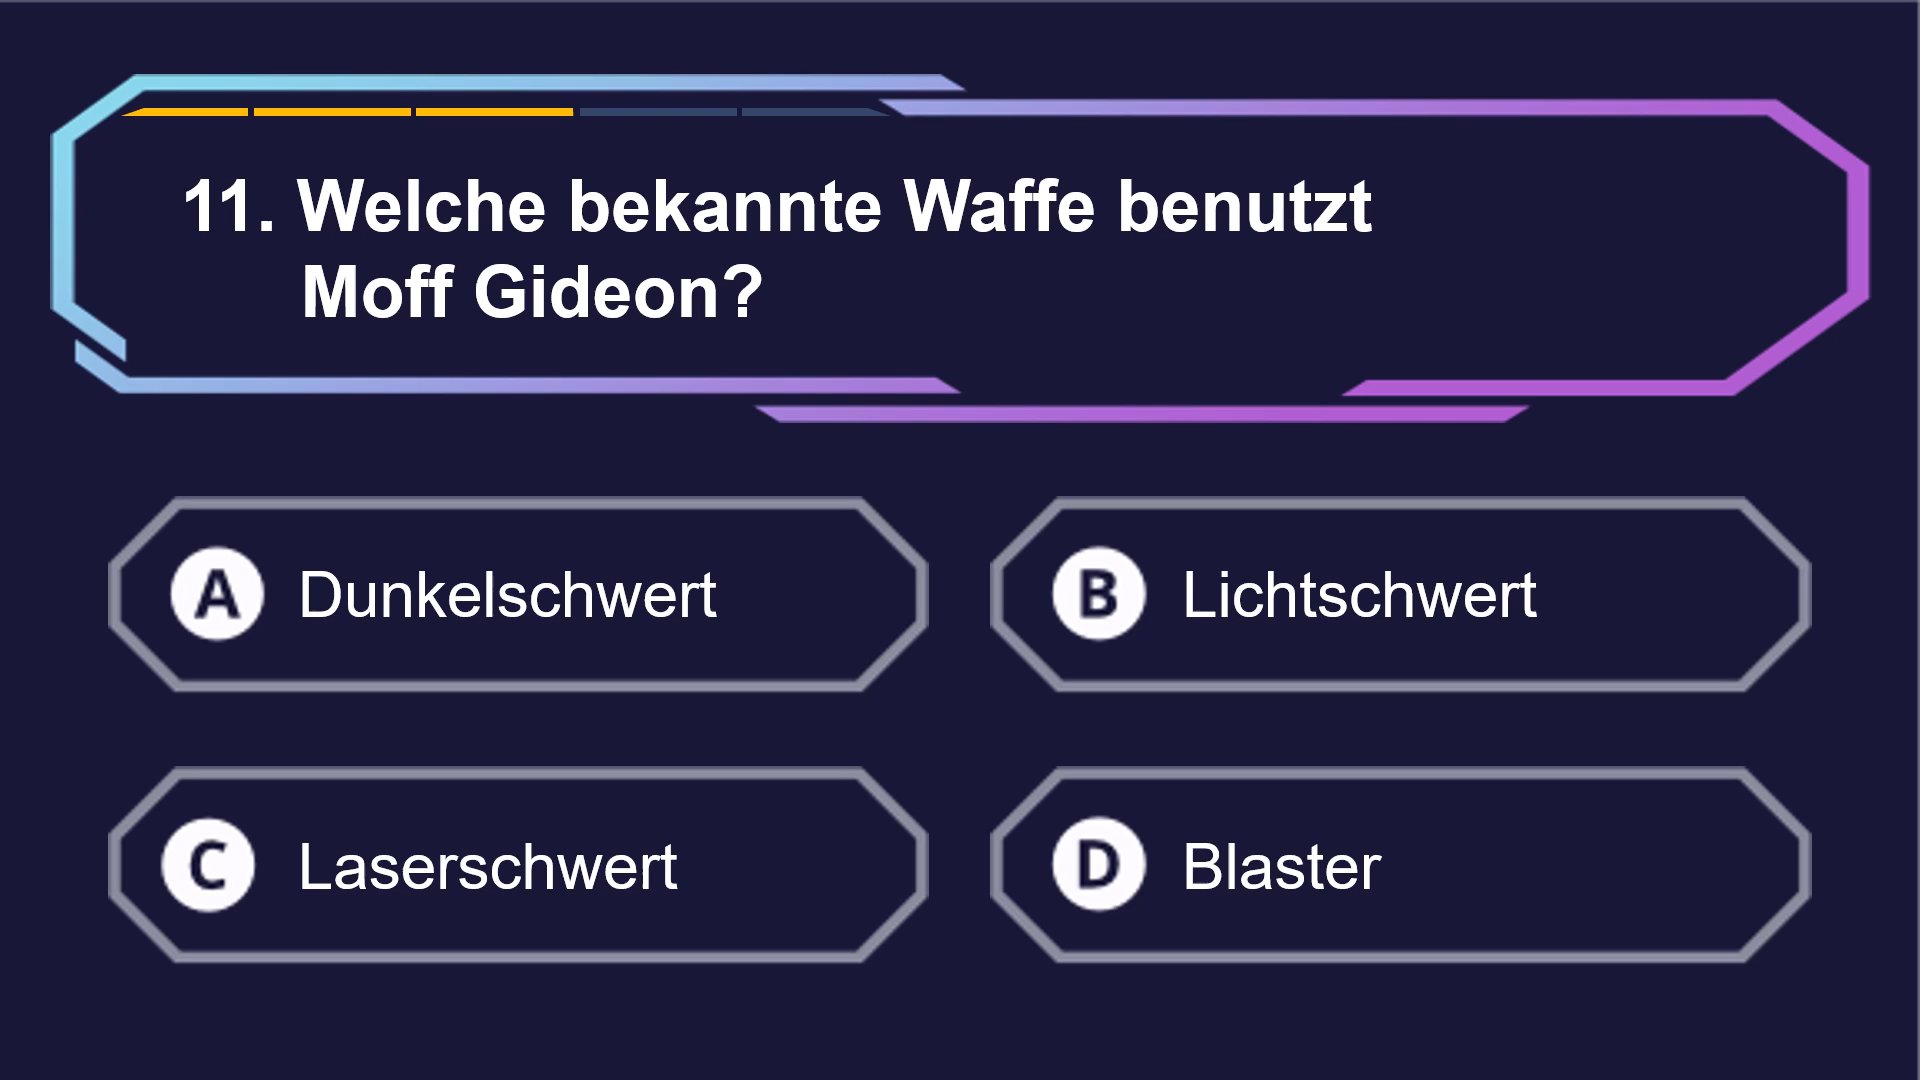 11. Welche bekannte Waffe benutzt
Moff Gideon?
A Dunkelschwert
B Lichtschwert
C Laserschwert
D Blaster